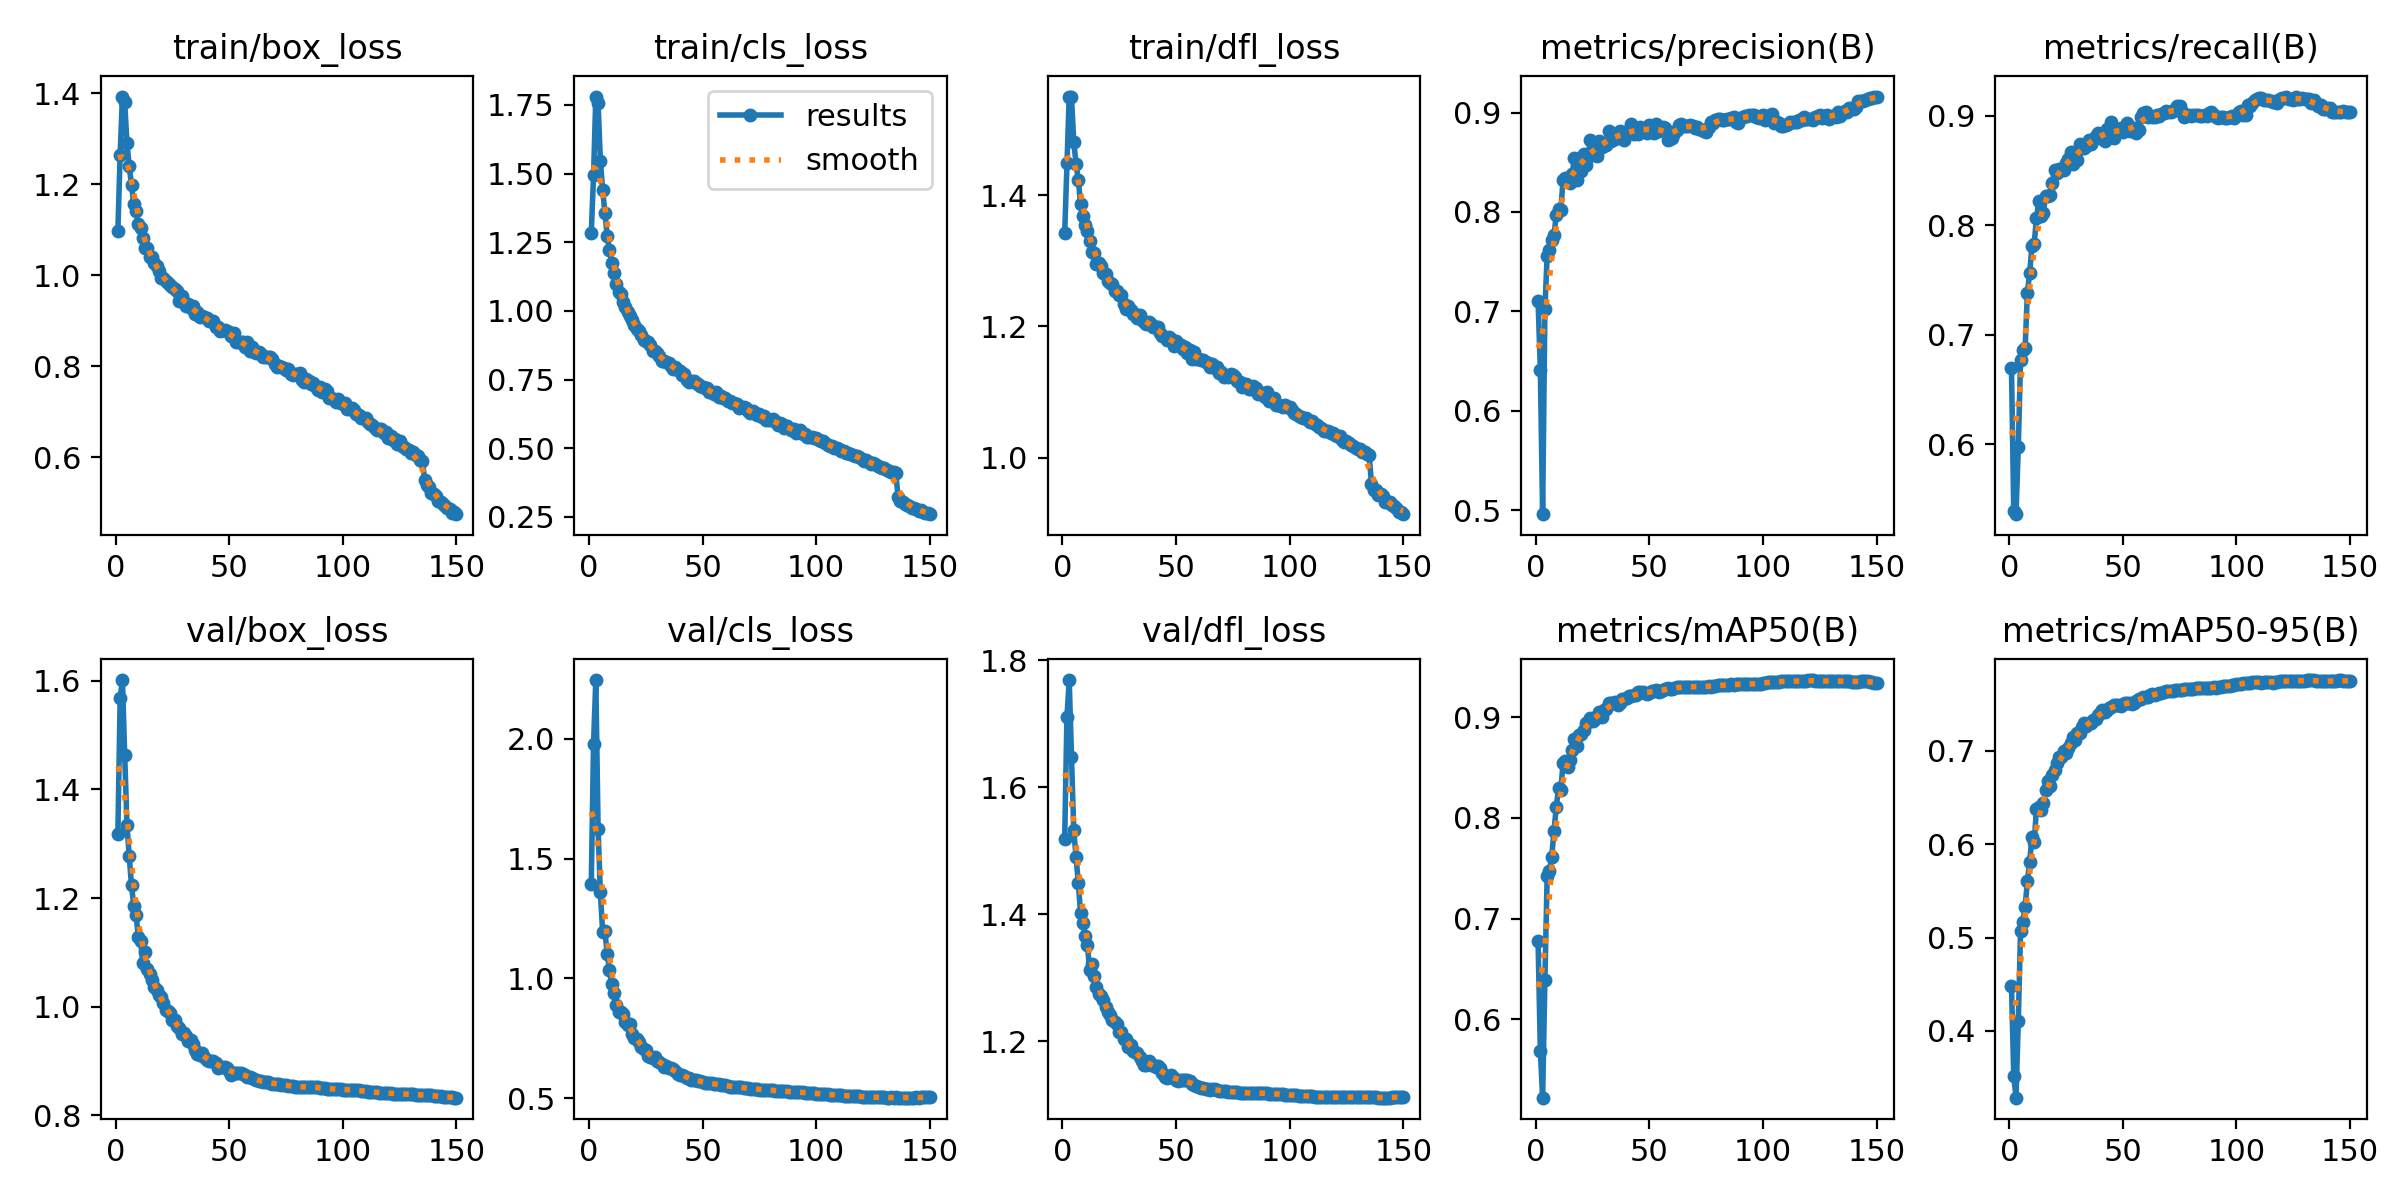 train/box_loss
1.4
1.2
1.0
0.8
0.6
0 50 100 150
train/cls_loss
results
smooth
1.75
1.50
1.25
1.00
0.75
0.50
0.25
0 50 100 150
train/dfl_loss
1.4
1.2
1.0
0 50 100 150
metrics/precision(B)
0.9
0.8
0.7
0.6
0.5
0 50 100 150
metrics/recall(B)
0.9
0.8
0.7
0.6
0 50 100 150
val/box_loss
1.6
1.4
1.2
1.0
0.8
0 50 100 150
val/cls_loss
2.0
1.5
1.0
0.5
0 50 100 150
val/dfl_loss
1.8
1.6
1.4
1.2
0 50 100 150
metrics/mAP50(B)
0.9
0.8
0.7
0.6
0 50 100 150
metrics/mAP50-95(B)
0.7
0.6
0.5
0.4
0 50 100 150